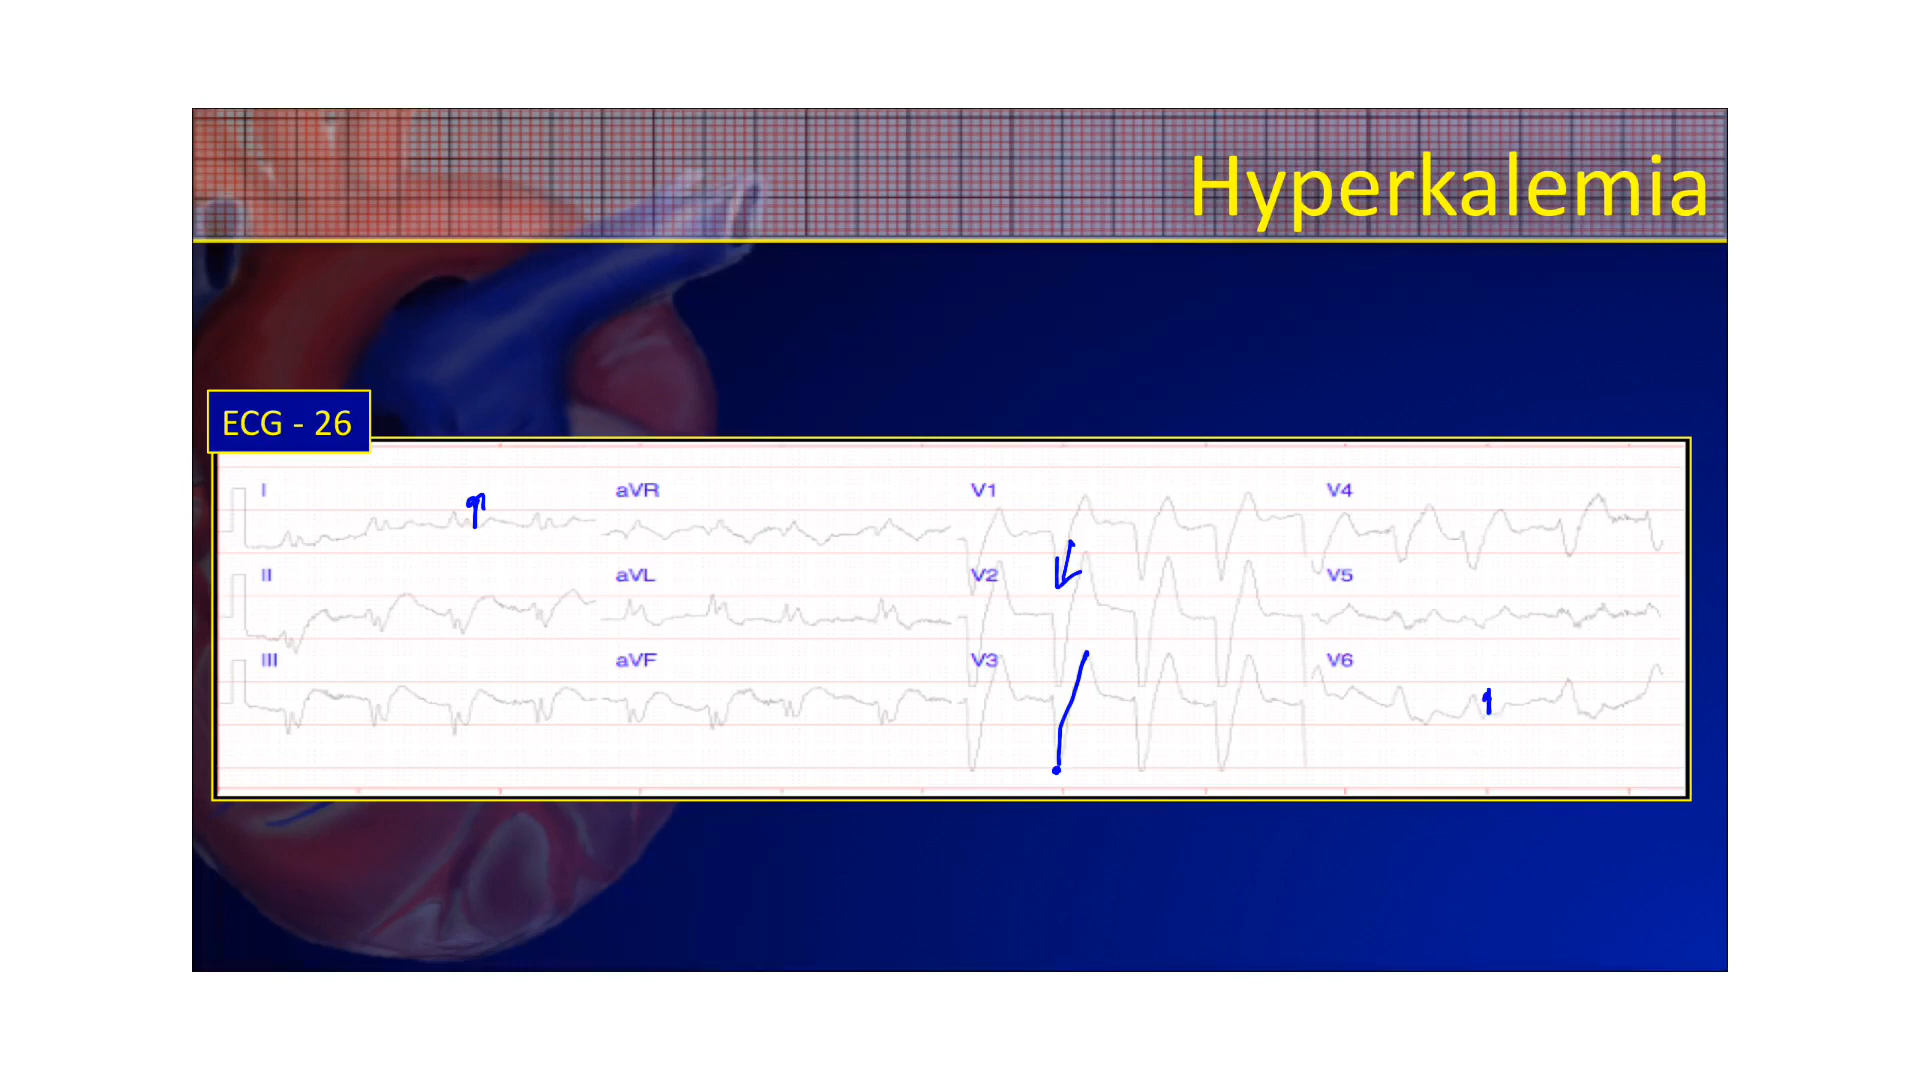 Hyperkalemia
ECG - 26
I aVR V1 V4
II aVL V2 V5
III aVF V3 V6